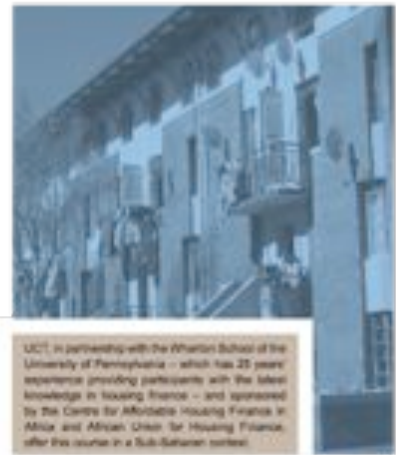 UCT, in partnership with the Wharton School of the
University of Pennsylvania – which has 25 years'
experience providing participants with the latest
knowledge in housing finance – and sponsored
by the Centre for Affordable Housing Finance in
Africa and African Union for Housing Finance,
offer this course in a Sub-Saharan context.